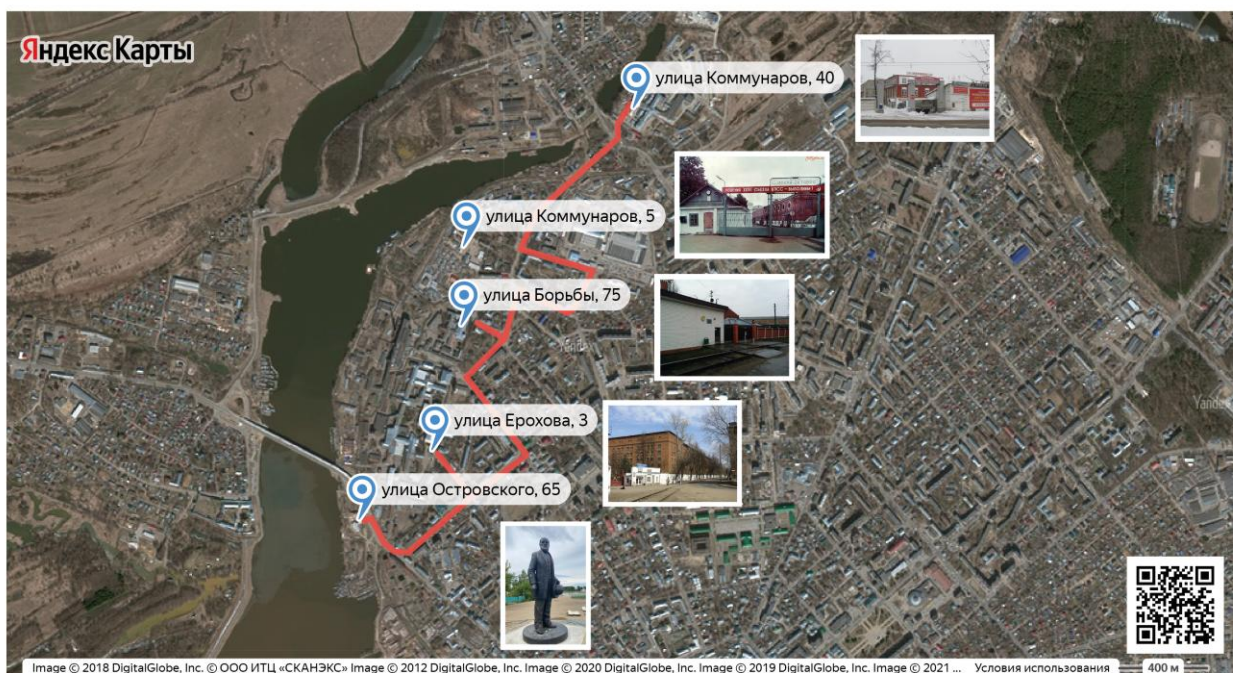 Яндекс Карты
улица Коммунаров, 40
улица Коммунаров, 5
улица Борьбы, 75
Yandex
Yandex
улица Ерохова, 3
улица Островского, 65
Image © 2018 DigitalGlobe, Inc. © ООО ИТЦ «СКАНЭКС» Image © 2012 DigitalGlobe, Inc. Image © 2020 DigitalGlobe, Inc. Image © 2019 DigitalGlobe, Inc. Image © 2021 ... Условия использования 400 м